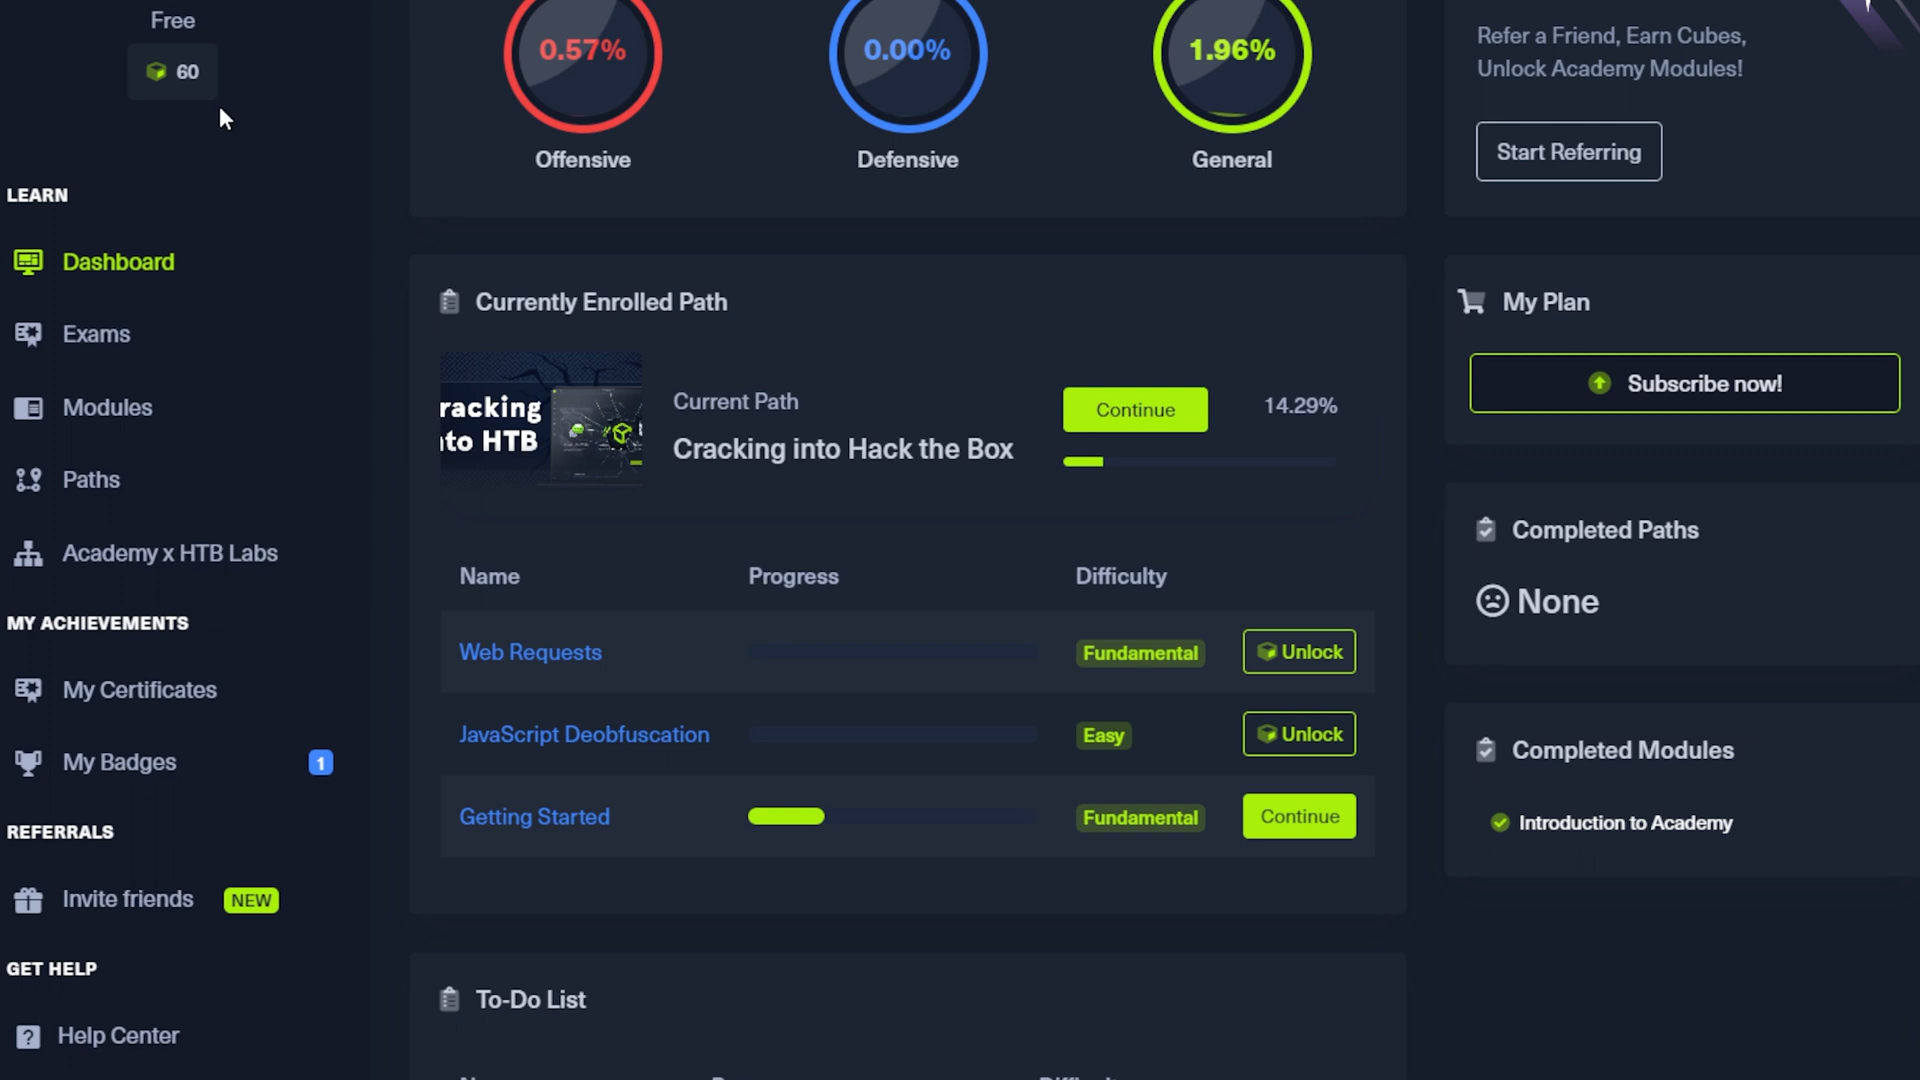 Free
60
LEARN
Dashboard
Exams
Modules
Paths
Academy x HTB Labs
MY ACHIEVEMENTS
My Certificates
My Badges
1
REFERRALS
Invite friends NEW
GET HELP
Help Center
0.57%
Offensive
0.00%
Defensive
1.96%
General
Currently Enrolled Path
racking
to HTB
Current Path
Cracking into Hack the Box
Continue
14.29%
Name Progress Difficulty
Web Requests Fundamental Unlock
JavaScript Deobfuscation Easy Unlock
Getting Started Fundamental Continue
To-Do List
Refer a Friend, Earn Cubes,
Unlock Academy Modules!
Start Referring
My Plan
Subscribe now!
Completed Paths
None
Completed Modules
Introduction to Academy